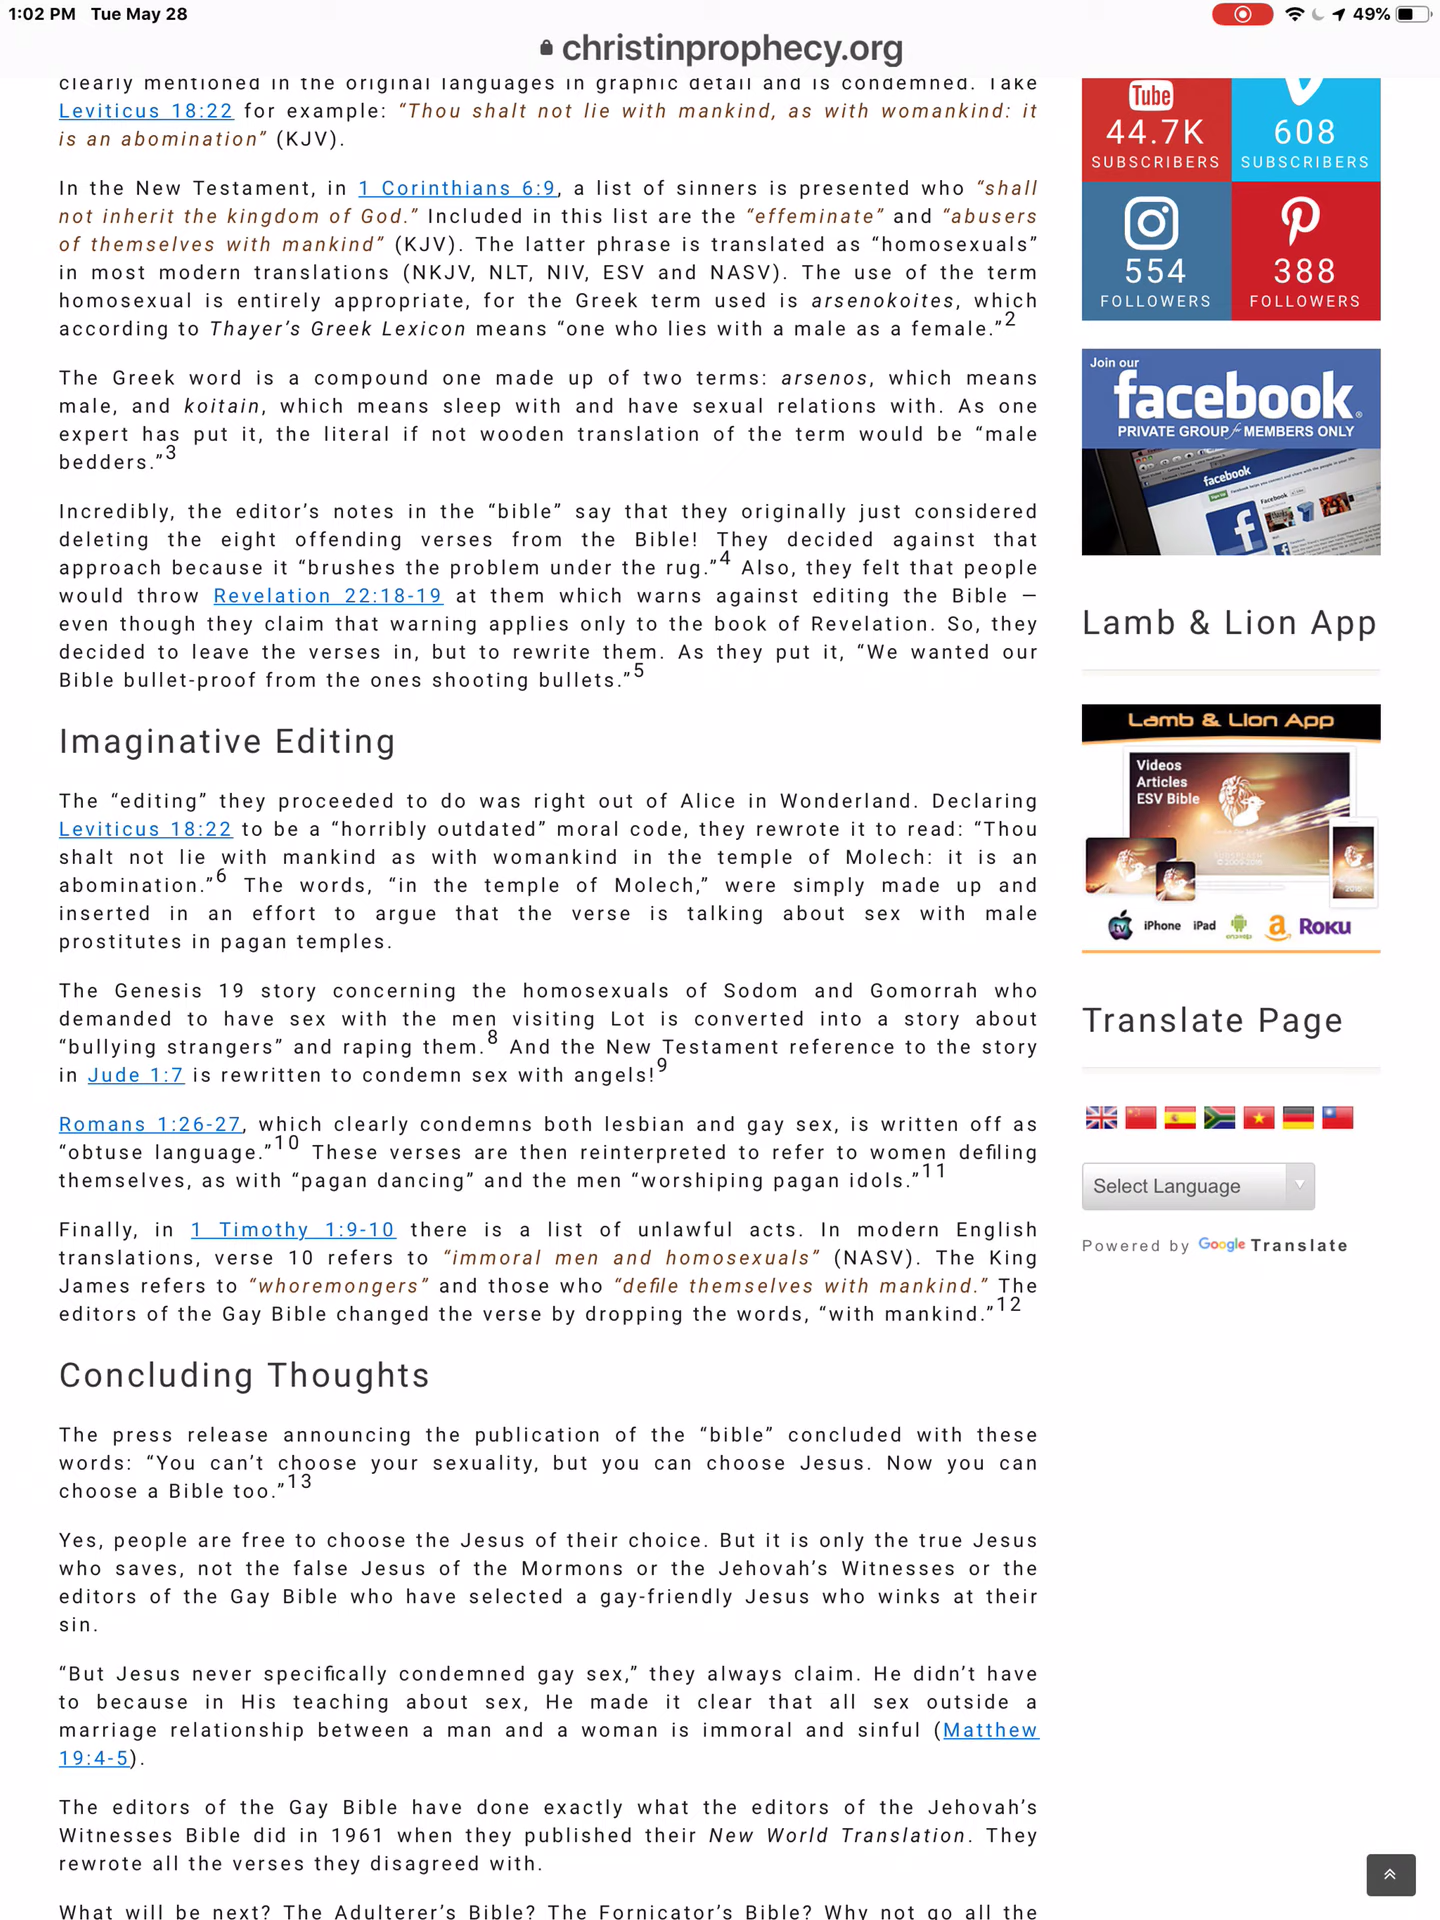 1:02 PM Tue May 28
49%
christinprophecy.org
clearly mentioned in the original languages in graphic detail and is condemned. Take
Leviticus 18:22 for example: “Thou shalt not lie with mankind, as with womankind: it
is an abomination” (KJV).
In the New Testament, in 1 Corinthians 6:9, a list of sinners is presented who “shall
not inherit the kingdom of God.” Included in this list are the “effeminate” and “abusers
of themselves with mankind” (KJV). The latter phrase is translated as “homosexuals”
in most modern translations (NKJV, NLT, NIV, ESV and NASV). The use of the term
homosexual is entirely appropriate, for the Greek term used is arsenokoites, which
according to Thayer’s Greek Lexicon means “one who lies with a male as a female.”2
The Greek word is a compound one made up of two terms: arsenos, which means
male, and koitain, which means sleep with and have sexual relations with. As one
expert has put it, the literal if not wooden translation of the term would be “male
bedders.”3
Incredibly, the editor’s notes in the “bible” say that they originally just considered
deleting the eight offending verses from the Bible! They decided against that
approach because it “brushes the problem under the rug.”4 Also, they felt that people
would throw Revelation 22:18-19 at them which warns against editing the Bible —
even though they claim that warning applies only to the book of Revelation. So, they
decided to leave the verses in, but to rewrite them. As they put it, “We wanted our
Bible bullet-proof from the ones shooting bullets.”5
Imaginative Editing
The “editing” they proceeded to do was right out of Alice in Wonderland. Declaring
Leviticus 18:22 to be a “horribly outdated” moral code, they rewrote it to read: “Thou
shalt not lie with mankind as with womankind in the temple of Molech: it is an
abomination.”6 The words, “in the temple of Molech,” were simply made up and
inserted in an effort to argue that the verse is talking about sex with male
prostitutes in pagan temples.
The Genesis 19 story concerning the homosexuals of Sodom and Gomorrah who
demanded to have sex with the men visiting Lot is converted into a story about
“bullying strangers” and raping them.8 And the New Testament reference to the story
in Jude 1:7 is rewritten to condemn sex with angels!9
Romans 1:26-27, which clearly condemns both lesbian and gay sex, is written off as
“obtuse language.”10 These verses are then reinterpreted to refer to women defiling
themselves, as with “pagan dancing” and the men “worshiping pagan idols.”11
Finally, in 1 Timothy 1:9-10 there is a list of unlawful acts. In modern English
translations, verse 10 refers to “immoral men and homosexuals” (NASV). The King
James refers to “whoremongers” and those who “defile themselves with mankind.” The
editors of the Gay Bible changed the verse by dropping the words, “with mankind.”12
Concluding Thoughts
The press release announcing the publication of the “bible” concluded with these
words: “You can’t choose your sexuality, but you can choose Jesus. Now you can
choose a Bible too.”13
Yes, people are free to choose the Jesus of their choice. But it is only the true Jesus
who saves, not the false Jesus of the Mormons or the Jehovah’s Witnesses or the
editors of the Gay Bible who have selected a gay-friendly Jesus who winks at their
sin.
“But Jesus never specifically condemned gay sex,” they always claim. He didn’t have
to because in His teaching about sex, He made it clear that all sex outside a
marriage relationship between a man and a woman is immoral and sinful (Matthew
19:4-5).
The editors of the Gay Bible have done exactly what the editors of the Jehovah’s
Witnesses Bible did in 1961 when they published their New World Translation. They
rewrote all the verses they disagreed with.
What will be next? The Adulterer’s Bible? The Fornicator’s Bible? Why not go all the
Tube
44.7K
SUBSCRIBERS
608
SUBSCRIBERS
554
FOLLOWERS
388
FOLLOWERS
Join our
facebook
PRIVATE GROUP for MEMBERS ONLY
facebook
Lamb & Lion App
Lamb & Lion App
Videos
Articles
ESV Bible
tv iPhone iPad android a Roku
Translate Page
Select Language
Powered by Google Translate